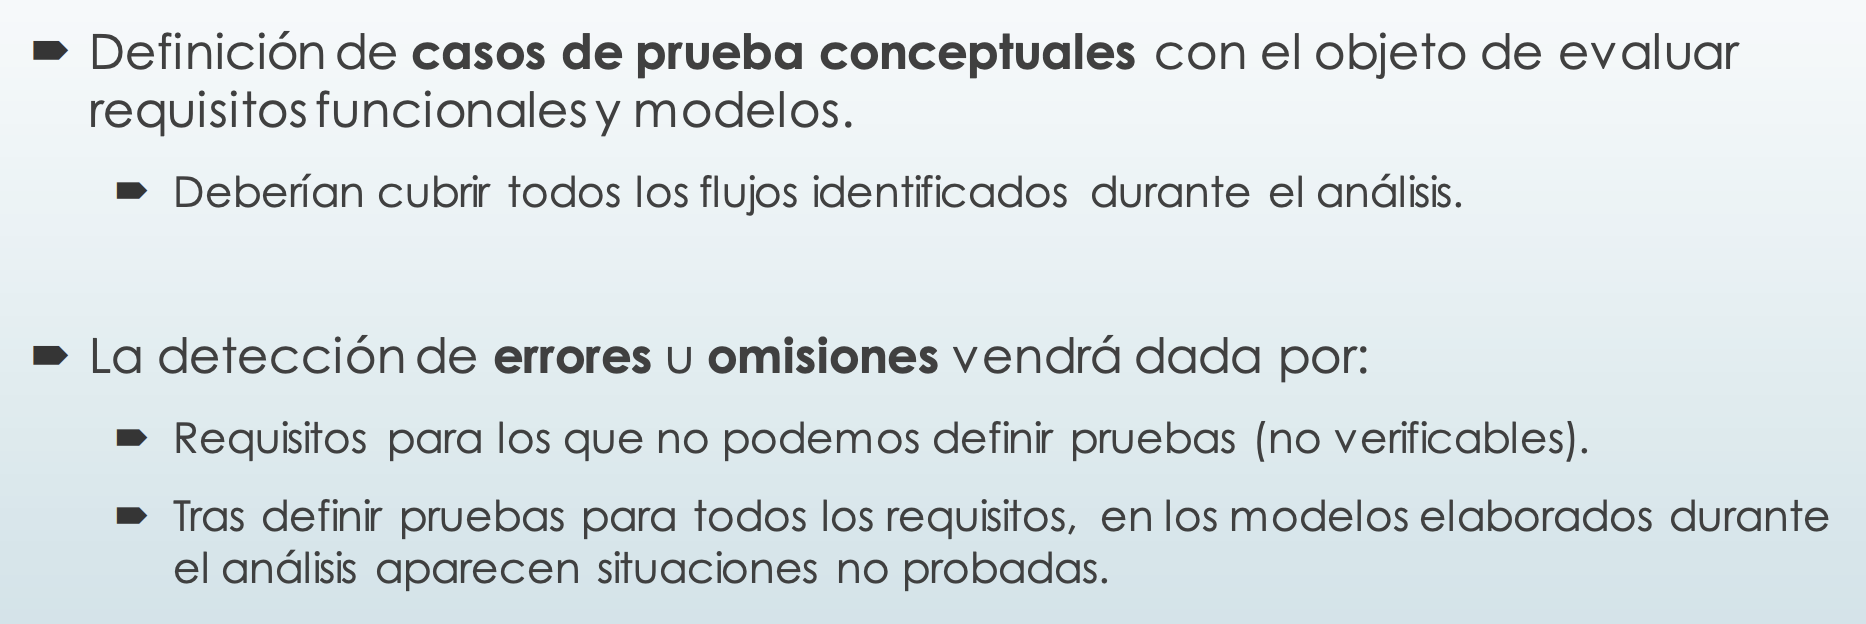 Definición de casos de prueba conceptuales con el objeto de evaluar
requisitos funcionales y modelos.
Deberían cubrir todos los flujos identificados durante el análisis.
La detección de errores u omisiones vendrá dada por:
Requisitos para los que no podemos definir pruebas (no verificables).
Tras definir pruebas para todos los requisitos, en los modelos elaborados durante
el análisis aparecen situaciones no probadas.